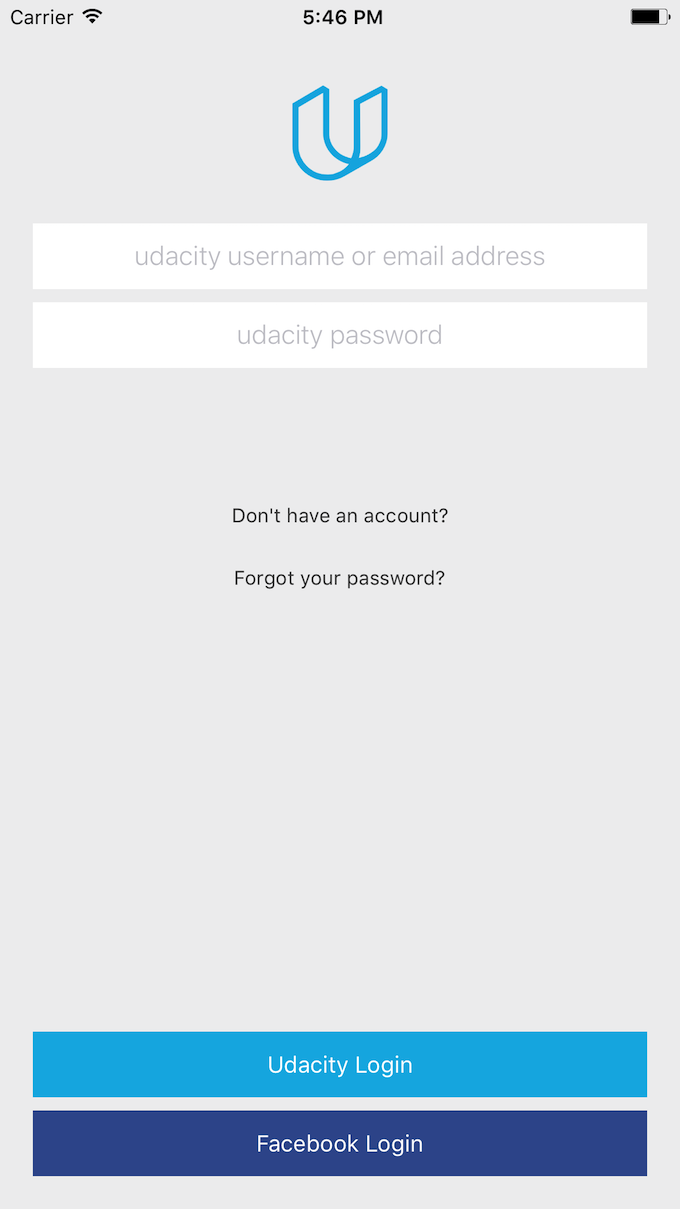 Carrier 5:46 PM
udacity username or email address
udacity password
Don't have an account?
Forgot your password?
Udacity Login
Facebook Login